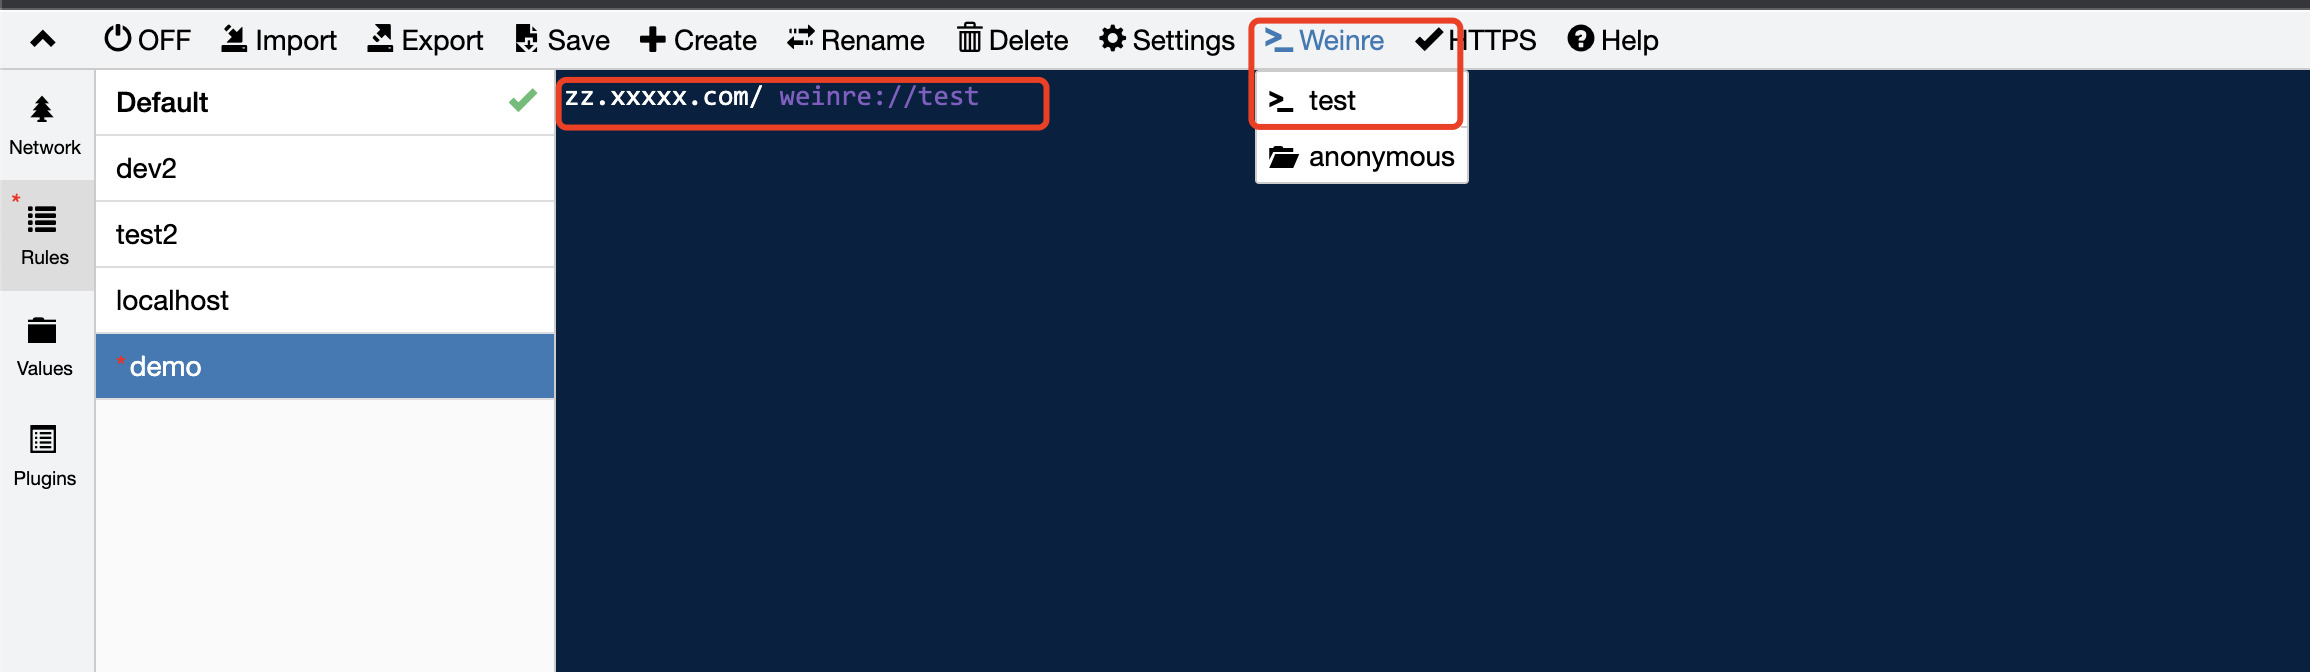 OFF Import Export Save Create Rename Delete Settings Weinre HTTPS Help
Network
* Rules
Values
Plugins
Default
dev2
test2
localhost
*demo
zz.xxxxx.com/ weinre://test
test
anonymous